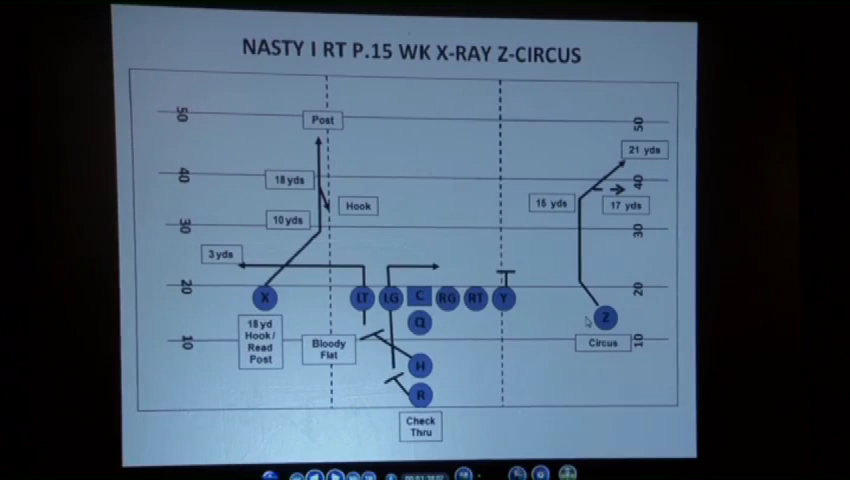 NASTY I RT P.15 WK X-RAY Z-CIRCUS
50
50
Post
21 yds
40
18 yds
40
Hook
15 yds
17 yds
10 yds
30
30
3 yds
20
20
X
LT
LG
C
RG
RT
Y
Z
Q
18 yd
Hook /
Read
Post
Bloody
Flat
Circus
10
10
H
R
Check
Thru